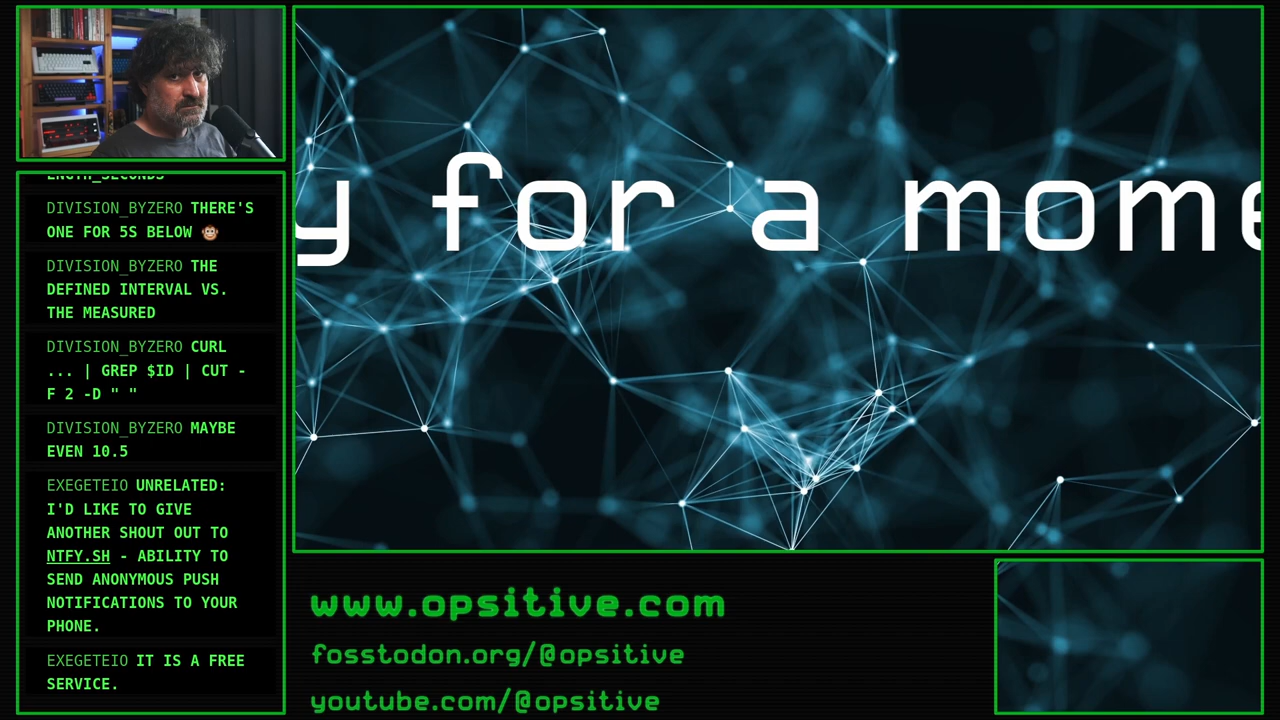 DIVISION_BYZERO THERE'S
ONE FOR 5S BELOW 🐵
DIVISION_BYZERO THE
DEFINED INTERVAL VS.
THE MEASURED
DIVISION_BYZERO CURL
... | GREP $ID | CUT -
F 2 -D " "
DIVISION_BYZERO MAYBE
EVEN 10.5
EXEGETEIO UNRELATED:
I'D LIKE TO GIVE
ANOTHER SHOUT OUT TO
NTFY.SH - ABILITY TO
SEND ANONYMOUS PUSH
NOTIFICATIONS TO YOUR
PHONE.
EXEGETEIO IT IS A FREE
SERVICE.
y for a mome
www.opsitive.com
fosstodon.org/@opsitive
youtube.com/@opsitive